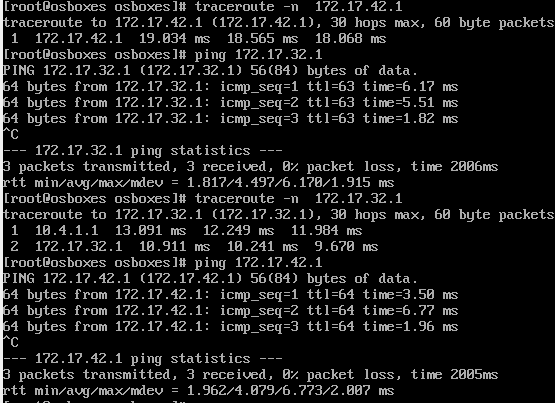 [root@osboxes osboxes]# traceroute -n  172.17.42.1
traceroute to 172.17.42.1 (172.17.42.1), 30 hops max, 60 byte packets
 1  172.17.42.1  19.034 ms  18.565 ms  18.068 ms
[root@osboxes osboxes]# ping 172.17.32.1
PING 172.17.32.1 (172.17.32.1) 56(84) bytes of data.
64 bytes from 172.17.32.1: icmp_seq=1 ttl=63 time=6.17 ms
64 bytes from 172.17.32.1: icmp_seq=2 ttl=63 time=5.51 ms
64 bytes from 172.17.32.1: icmp_seq=3 ttl=63 time=1.82 ms
^C
--- 172.17.32.1 ping statistics ---
3 packets transmitted, 3 received, 0% packet loss, time 2006ms
rtt min/avg/max/mdev = 1.817/4.497/6.170/1.915 ms
[root@osboxes osboxes]# traceroute -n  172.17.32.1
traceroute to 172.17.32.1 (172.17.32.1), 30 hops max, 60 byte packets
 1  10.4.1.1  13.091 ms  12.249 ms  11.984 ms
 2  172.17.32.1  10.911 ms  10.241 ms  9.670 ms
[root@osboxes osboxes]# ping 172.17.42.1
PING 172.17.42.1 (172.17.42.1) 56(84) bytes of data.
64 bytes from 172.17.42.1: icmp_seq=1 ttl=64 time=3.50 ms
64 bytes from 172.17.42.1: icmp_seq=2 ttl=64 time=6.77 ms
64 bytes from 172.17.42.1: icmp_seq=3 ttl=64 time=1.96 ms
^C
--- 172.17.42.1 ping statistics ---
3 packets transmitted, 3 received, 0% packet loss, time 2005ms
rtt min/avg/max/mdev = 1.962/4.079/6.773/2.007 ms